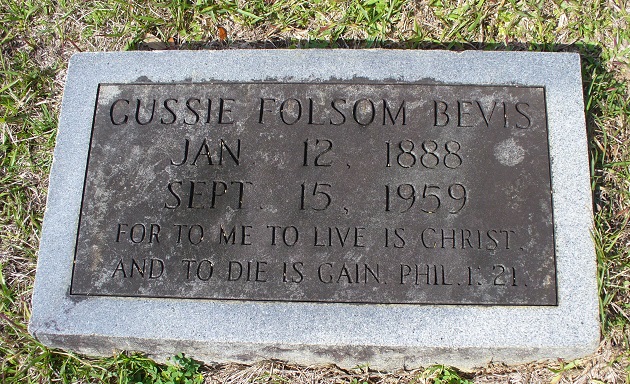 GUSSIE FOLSOM BEVIS
JAN. 12, 1888
SEPT. 15, 1959
FOR TO ME TO LIVE IS CHRIST,
AND TO DIE IS GAIN. PHIL. 1: 21.